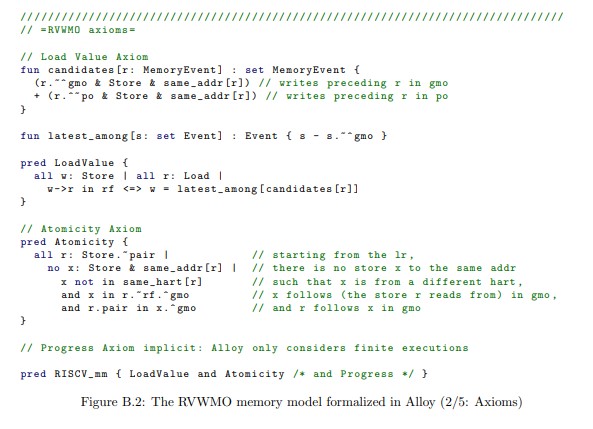 ////////////////////////////////////////////////////////////////////////////////
// =RVWMO axioms=
// Load Value Axiom
fun candidates[r: MemoryEvent] : set MemoryEvent {
(r.~^gmo & Store & same_addr[r]) // writes preceding r in gmo
+ (r.^~po & Store & same_addr[r]) // writes preceding r in po
}
fun latest_among[s: set Event] : Event { s - s.~^gmo }
pred LoadValue {
all w: Store | all r: Load |
w->r in rf <=> w = latest_among[candidates[r]]
}
// Atomicity Axiom
pred Atomicity {
all r: Store.~pair | // starting from the lr,
no x: Store & same_addr[r] | // there is no store x to the same addr
x not in same_hart[r] // such that x is from a different hart,
and x in r.~rf.^gmo // x follows (the store r reads from) in gmo,
and r.pair in x.^gmo // and r follows x in gmo
}
// Progress Axiom implicit: Alloy only considers finite executions
pred RISCV_mm { LoadValue and Atomicity /* and Progress */ }
Figure B.2: The RVWMO memory model formalized in Alloy (2/5: Axioms)